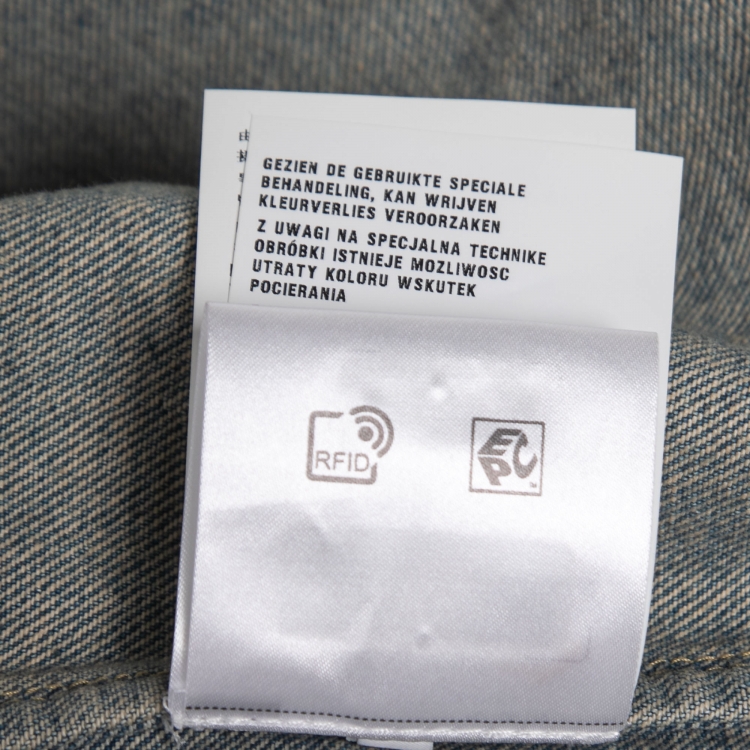 GEZIEN DE GEBRUIKTE SPECIALE
BEHANDELING, KAN WRIJVEN
KLEURVERLIES VEROORZAKEN
Z UWAGI NA SPECJALNA TECHNIKE
OBRÓBKI ISTNIEJE MOZLIWOSC
UTRATY KOLORU WSKUTEK
POCIERANIA
RFID
EPC™